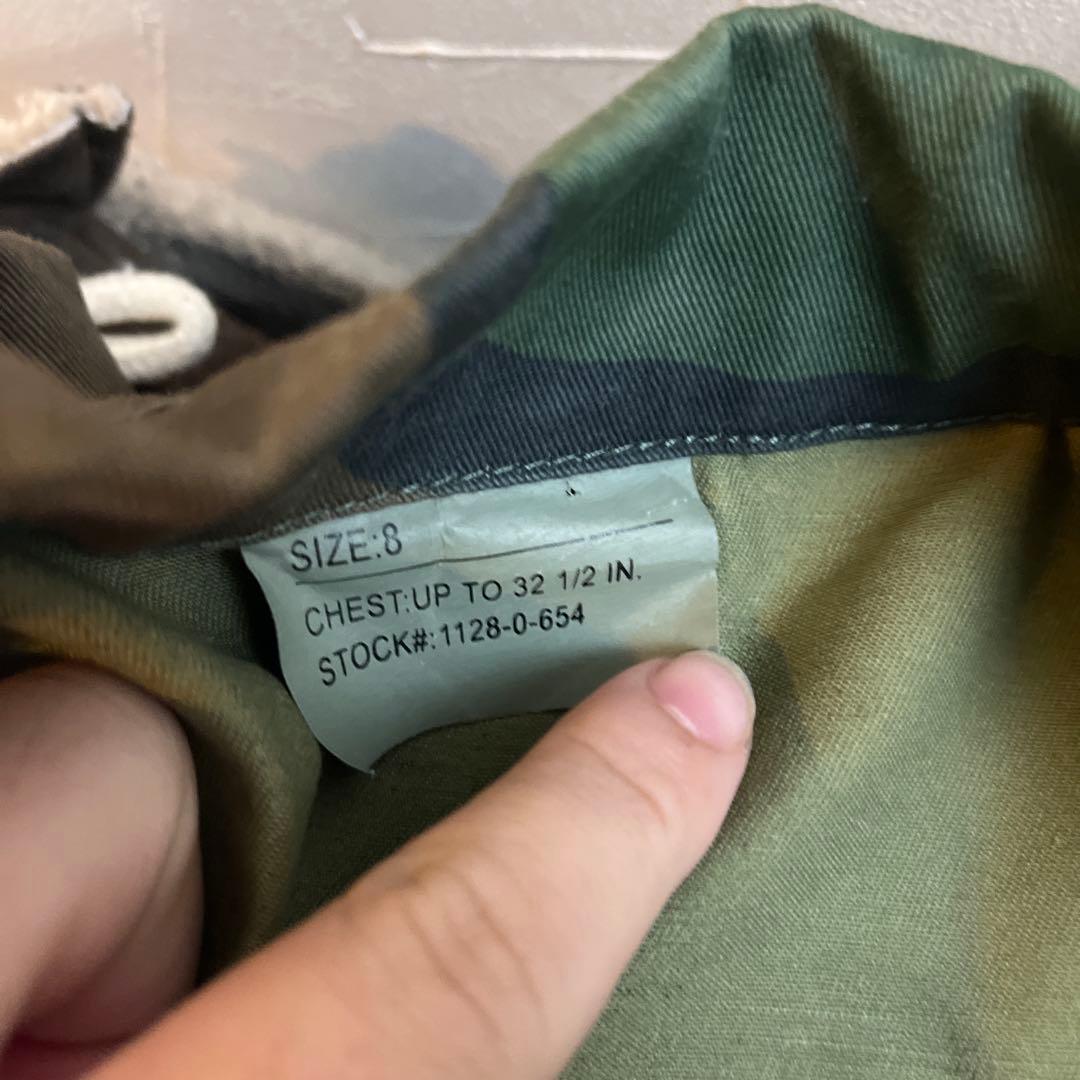 SIZE:8
CHEST:UP TO 32 1/2 IN.
STOCK#:1128-0-654